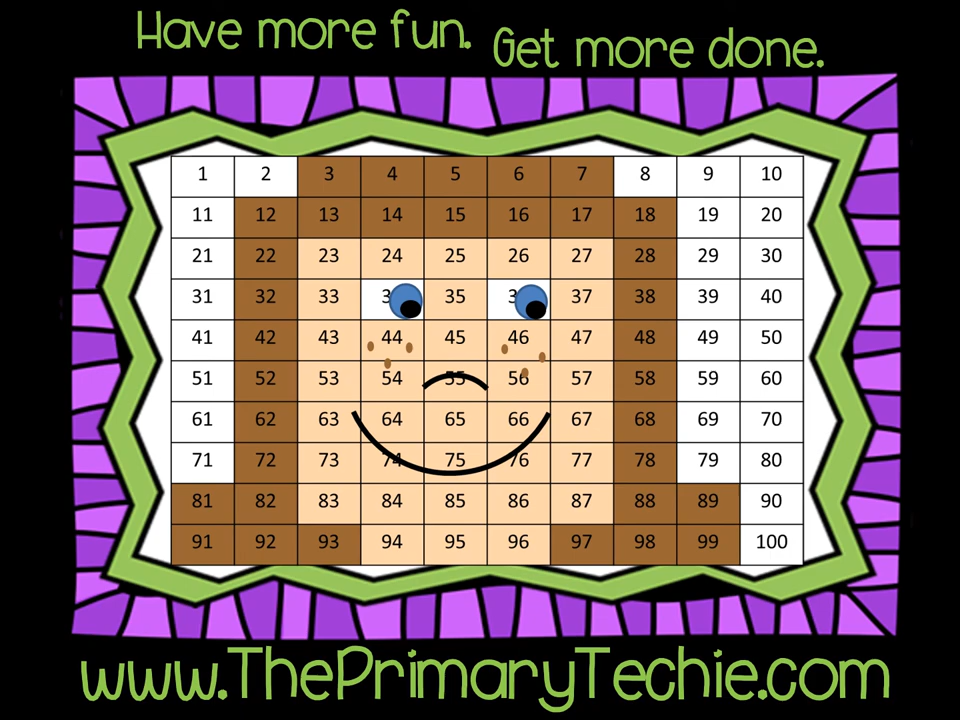 Have more fun. Get more done.
1 2 3 4 5 6 7 8 9 10
11 12 13 14 15 16 17 18 19 20
21 22 23 24 25 26 27 28 29 30
31 32 33 35 37 38 39 40
41 42 43 44 45 46 47 48 49 50
51 52 53 54 55 56 57 58 59 60
61 62 63 64 65 66 67 68 69 70
71 72 73 74 75 76 77 78 79 80
81 82 83 84 85 86 87 88 89 90
91 92 93 94 95 96 97 98 99 100
www.ThePrimaryTechie.com